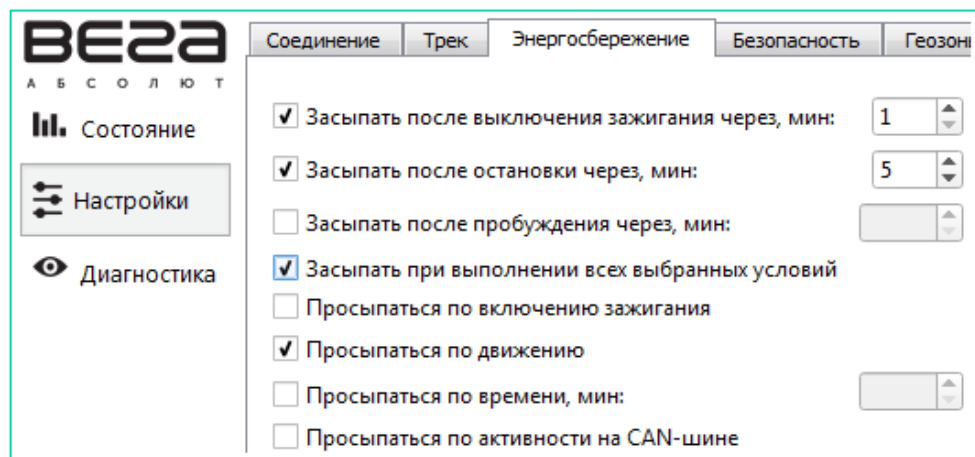 ВЕГА
АБСОЛЮТ
Состояние
Настройки
Диагностика
Соединение Трек Энергосбережение Безопасность Геозоны
Засыпать после выключения зажигания через, мин: 1
Засыпать после остановки через, мин: 5
Засыпать после пробуждения через, мин:
Засыпать при выполнении всех выбранных условий
Просыпаться по включению зажигания
Просыпаться по движению
Просыпаться по времени, мин:
Просыпаться по активности на CAN-шине